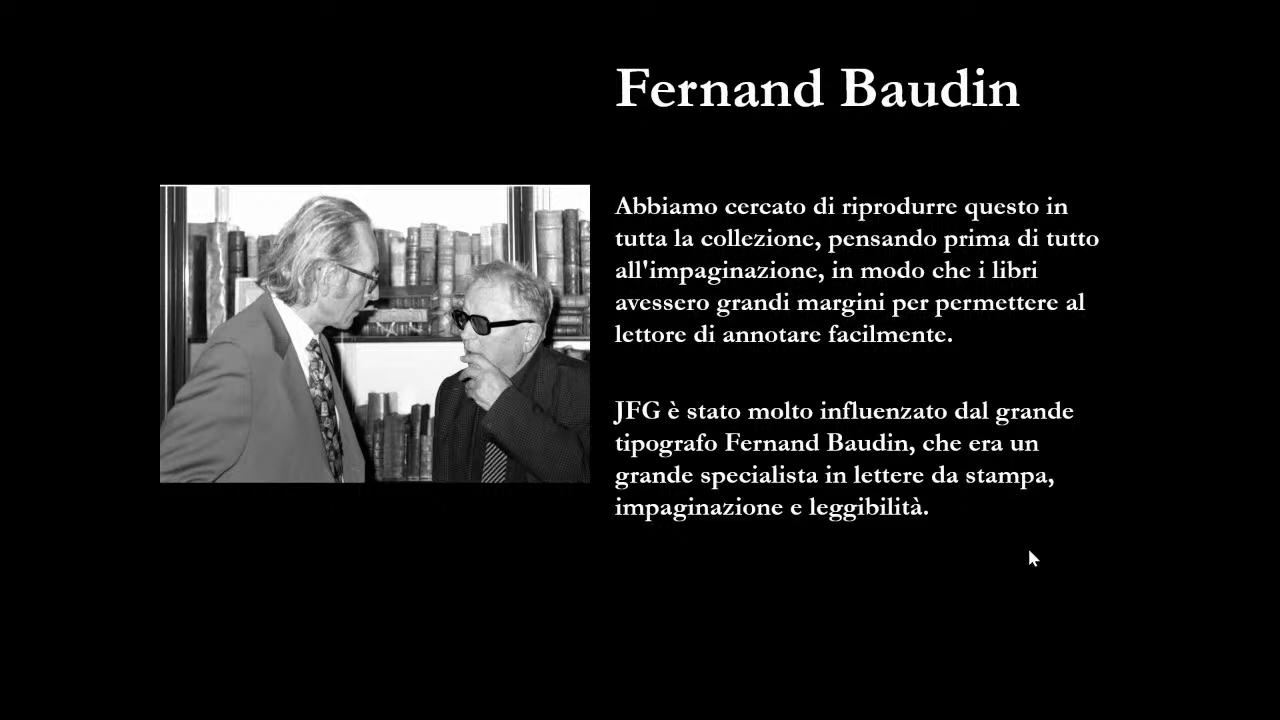 Fernand Baudin
Abbiamo cercato di riprodurre questo in
tutta la collezione, pensando prima di tutto
all'impaginazione, in modo che i libri
avessero grandi margini per permettere al
lettore di annotare facilmente.
JFG è stato molto influenzato dal grande
tipografo Fernand Baudin, che era un
grande specialista in lettere da stampa,
impaginazione e leggibilità.